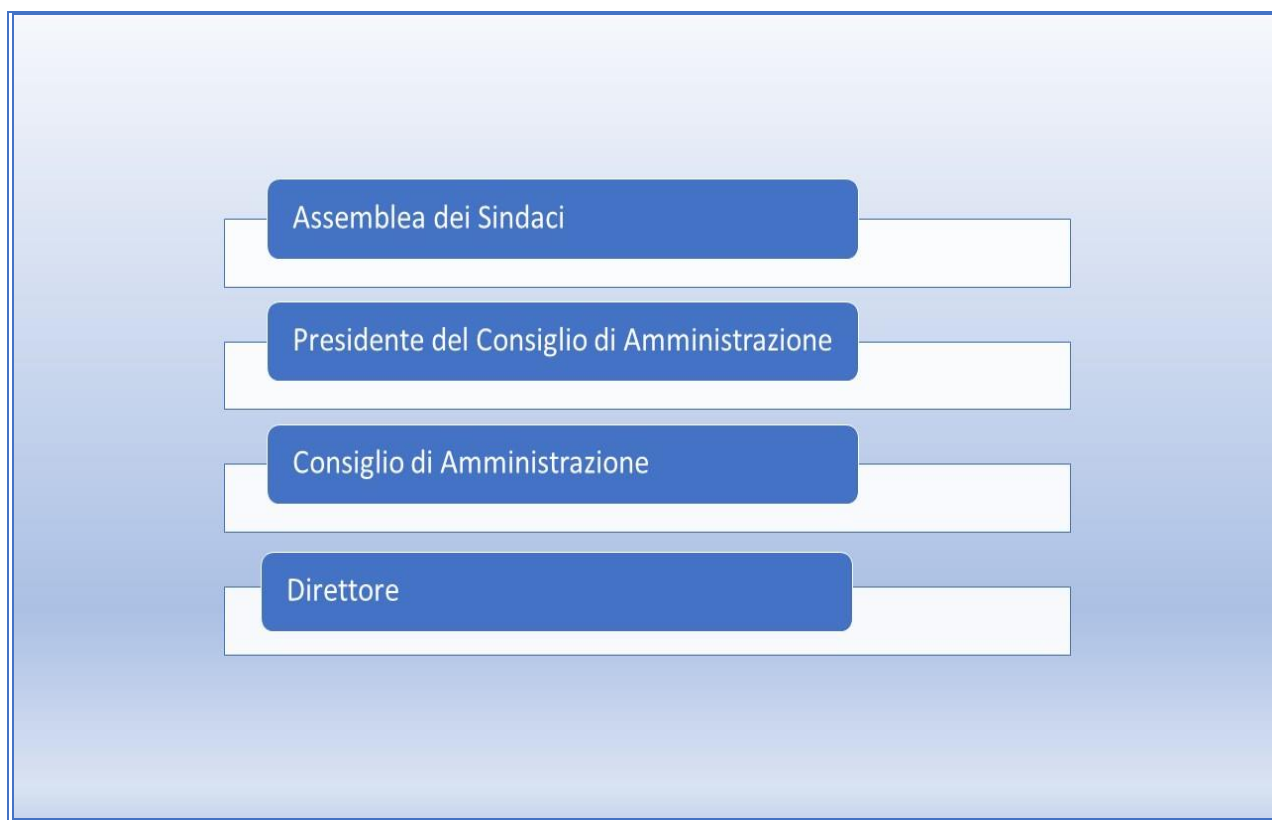 Assemblea dei Sindaci
Presidente del Consiglio di Amministrazione
Consiglio di Amministrazione
Direttore